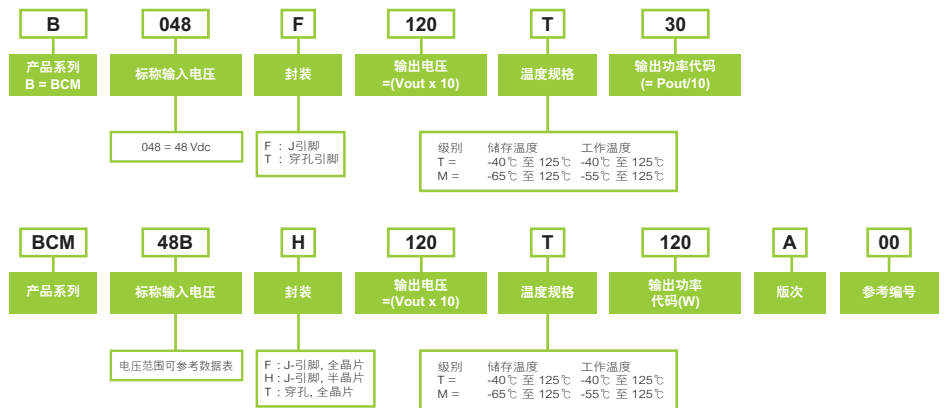 B 048 F 120 T 30
产品系列 标称输入电压 封装 输出电压 温度规格 输出功率代码
B = BCM =(Vout x 10) (= Pout/10)
048 = 48 Vdc
F : J引脚
T : 穿孔引脚
级别 储存温度 工作温度
T = -40℃ 至 125℃ -40℃ 至 125℃
M = -65℃ 至 125℃ -55℃ 至 125℃
BCM 48B H 120 T 120 A 00
产品系列 标称输入电压 封装 输出电压 温度规格 输出功率 版次 参考编号
=(Vout x 10) 代码(W)
电压范围可参考数据表
F : J-引脚, 全晶片
H : J-引脚, 半晶片
T : 穿孔, 全晶片
级别 储存温度 工作温度
T = -40℃ 至 125℃ -40℃ 至 125℃
M = -65℃ 至 125℃ -55℃ 至 125℃